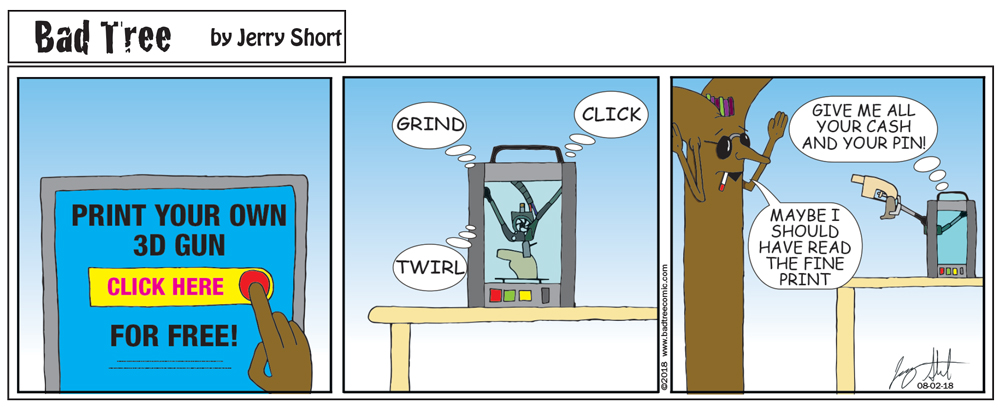 Bad Tree by Jerry Short
PRINT YOUR OWN
3D GUN
CLICK HERE
FOR FREE!
GRIND
CLICK
TWIRL
©2018 www.badtreecomic.com
GIVE ME ALL
YOUR CASH
AND YOUR PIN!
MAYBE I
SHOULD
HAVE READ
THE FINE
PRINT
08-02-18